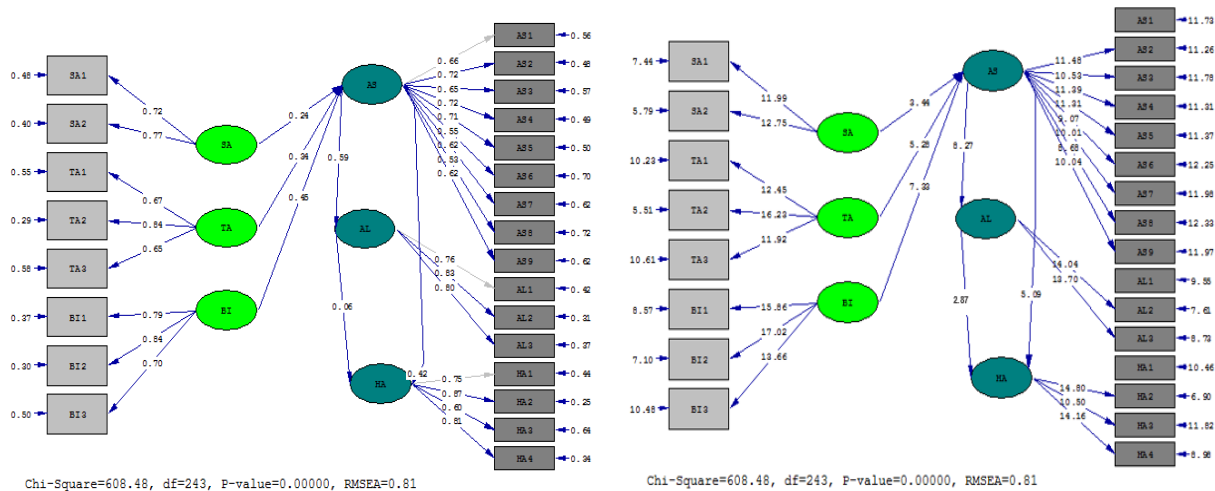 0.48 SA1
0.40 SA2
0.55 TA1
0.29 TA2
0.58 TA3
0.37 BI1
0.30 BI2
0.50 BI3
0.72
0.77
0.67
0.84
0.65
0.79
0.84
0.70
SA
TA
BI
0.24
0.34
0.45
AS
AL
HA
0.59
0.06
0.42
0.66
0.72
0.65
0.72
0.71
0.55
0.62
0.53
0.62
0.76
0.83
0.80
0.75
0.87
0.60
0.81
AS1 0.56
AS2 0.48
AS3 0.57
AS4 0.49
AS5 0.50
AS6 0.70
AS7 0.62
AS8 0.72
AS9 0.62
AL1 0.42
AL2 0.31
AL3 0.37
HA1 0.44
HA2 0.25
HA3 0.64
HA4 0.34
Chi-Square=608.48, df=243, P-value=0.00000, RMSEA=0.81
7.44 SA1
5.79 SA2
10.23 TA1
5.51 TA2
10.61 TA3
8.57 BI1
7.10 BI2
10.48 BI3
11.99
12.75
12.45
16.23
11.92
15.86
17.02
13.66
SA
TA
BI
3.44
5.28
7.33
AS
AL
HA
8.27
2.87
5.09
11.48
10.53
11.39
11.31
9.07
10.01
8.68
10.04
14.04
13.70
14.80
10.50
14.16
AS1 11.73
AS2 11.26
AS3 11.78
AS4 11.31
AS5 11.37
AS6 12.25
AS7 11.98
AS8 12.33
AS9 11.97
AL1 9.55
AL2 7.61
AL3 8.73
HA1 10.46
HA2 6.90
HA3 11.82
HA4 8.98
Chi-Square=608.48, df=243, P-value=0.00000, RMSEA=0.81